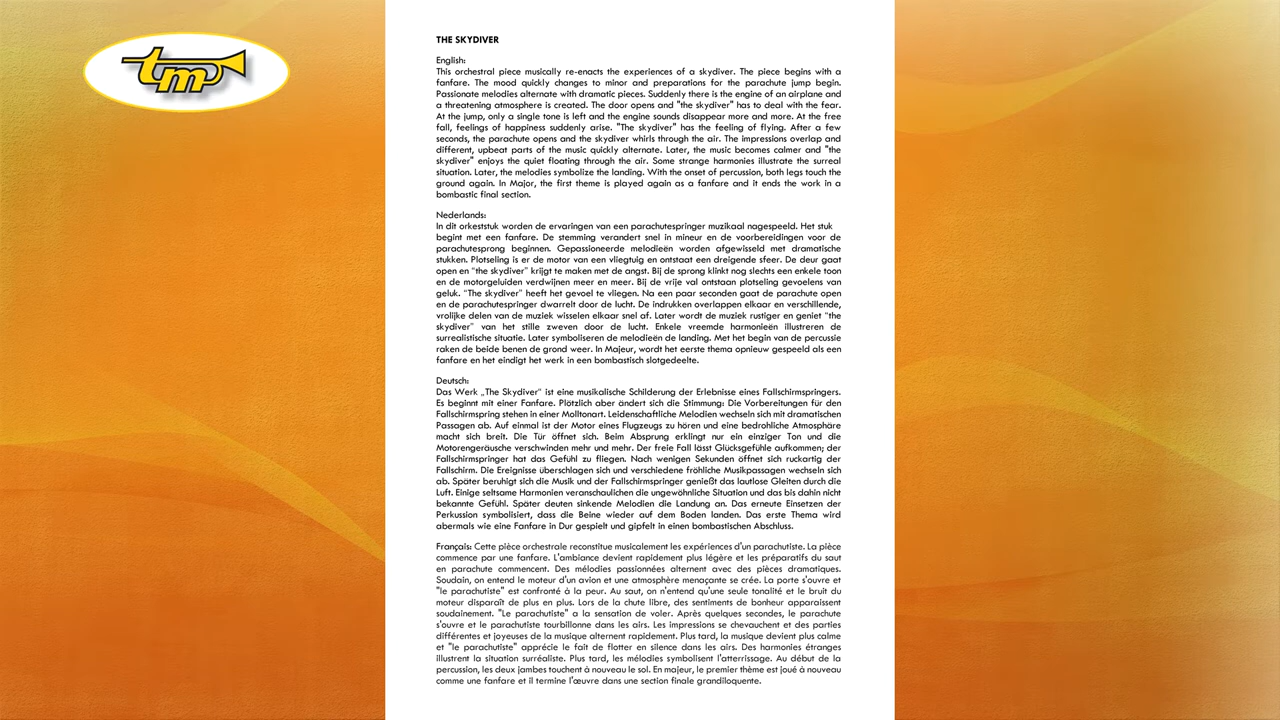 tm
THE SKYDIVER
English:
This orchestral piece musically re-enacts the experiences of a skydiver. The piece begins with a
fanfare. The mood quickly changes to minor and preparations for the parachute jump begin.
Passionate melodies alternate with dramatic pieces. Suddenly there is the engine of an airplane and
a threatening atmosphere is created. The door opens and "the skydiver" has to deal with the fear.
At the jump, only a single tone is left and the engine sounds disappear more and more. At the free
fall, feelings of happiness suddenly arise. "The skydiver" has the feeling of flying. After a few
seconds, the parachute opens and the skydiver whirls through the air. The impressions overlap and
different, upbeat parts of the music quickly alternate. Later, the music becomes calmer and "the
skydiver" enjoys the quiet floating through the air. Some strange harmonies illustrate the surreal
situation. Later, the melodies symbolize the landing. With the onset of percussion, both legs touch the
ground again. In Major, the first theme is played again as a fanfare and it ends the work in a
bombastic final section.
Nederlands:
In dit orkeststuk worden de ervaringen van een parachutespringer muzikaal nagespeeld. Het stuk
begint met een fanfare. De stemming verandert snel in mineur en de voorbereidingen voor de
parachutesprong beginnen. Gepassioneerde melodieën worden afgewisseld met dramatische
stukken. Plotseling is er de motor van een vliegtuig en ontstaat een dreigende sfeer. De deur gaat
open en "the skydiver" krijgt te maken met de angst. Bij de sprong klinkt nog slechts een enkele toon
en de motorgeluiden verdwijnen meer en meer. Bij de vrije val ontstaan plotseling gevoelens van
geluk. "The skydiver" heeft het gevoel te vliegen. Na een paar seconden gaat de parachute open
en de parachutespringer dwarrelt door de lucht. De indrukken overlappen elkaar en verschillende,
vrolijke delen van de muziek wisselen elkaar snel af. Later wordt de muziek rustiger en geniet "the
skydiver" van het stille zweven door de lucht. Enkele vreemde harmonieën illustreren de
surrealistische situatie. Later symboliseren de melodieën de landing. Met het begin van de percussie
raken de beide benen de grond weer. In Majeur, wordt het eerste thema opnieuw gespeeld als een
fanfare en het eindigt het werk in een bombastisch slotgedeelte.
Deutsch:
Das Werk „The Skydiver" ist eine musikalische Schilderung der Erlebnisse eines Fallschirmspringers.
Es beginnt mit einer Fanfare. Plötzlich aber ändert sich die Stimmung: Die Vorbereitungen für den
Fallschirmspring stehen in einer Molltonart. Leidenschaftliche Melodien wechseln sich mit dramatischen
Passagen ab. Auf einmal ist der Motor eines Flugzeugs zu hören und eine bedrohliche Atmosphäre
macht sich breit. Die Tür öffnet sich. Beim Absprung erklingt nur ein einziger Ton und die
Motorengeräusche verschwinden mehr und mehr. Der freie Fall lässt Glücksgefühle aufkommen; der
Fallschirmspringer hat das Gefühl zu fliegen. Nach wenigen Sekunden öffnet sich ruckartig der
Fallschirm. Die Ereignisse überschlagen sich und verschiedene fröhliche Musikpassagen wechseln sich
ab. Später beruhigt sich die Musik und der Fallschirmspringer genießt das lautlose Gleiten durch die
Luft. Einige seltsame Harmonien veranschaulichen die ungewöhnliche Situation und das bis dahin nicht
bekannte Gefühl. Später deuten sinkende Melodien die Landung an. Das erneute Einsetzen der
Perkussion symbolisiert, dass die Beine wieder auf dem Boden landen. Das erste Thema wird
abermals wie eine Fanfare in Dur gespielt und gipfelt in einen bombastischen Abschluss.
Français: Cette pièce orchestrale reconstitue musicalement les expériences d'un parachutiste. La pièce
commence par une fanfare. L'ambiance devient rapidement plus légère et les préparatifs du saut
en parachute commencent. Des mélodies passionnées alternent avec des pièces dramatiques.
Soudain, on entend le moteur d'un avion et une atmosphère menaçante se crée. La porte s'ouvre et
"le parachutiste" est confronté à la peur. Au saut, on n'entend qu'une seule tonalité et le bruit du
moteur disparaît de plus en plus. Lors de la chute libre, des sentiments de bonheur apparaissent
soudainement. "Le parachutiste" a la sensation de voler. Après quelques secondes, le parachute
s'ouvre et le parachutiste tourbillonne dans les airs. Les impressions se chevauchent et des parties
différentes et joyeuses de la musique alternent rapidement. Plus tard, la musique devient plus calme
et "le parachutiste" apprécie le fait de flotter en silence dans les airs. Des harmonies étranges
illustrent la situation surréaliste. Plus tard, les mélodies symbolisent l'atterrissage. Au début de la
percussion, les deux jambes touchent à nouveau le sol. En majeur, le premier thème est joué à nouveau
comme une fanfare et il termine l'œuvre dans une section finale grandiloquente.